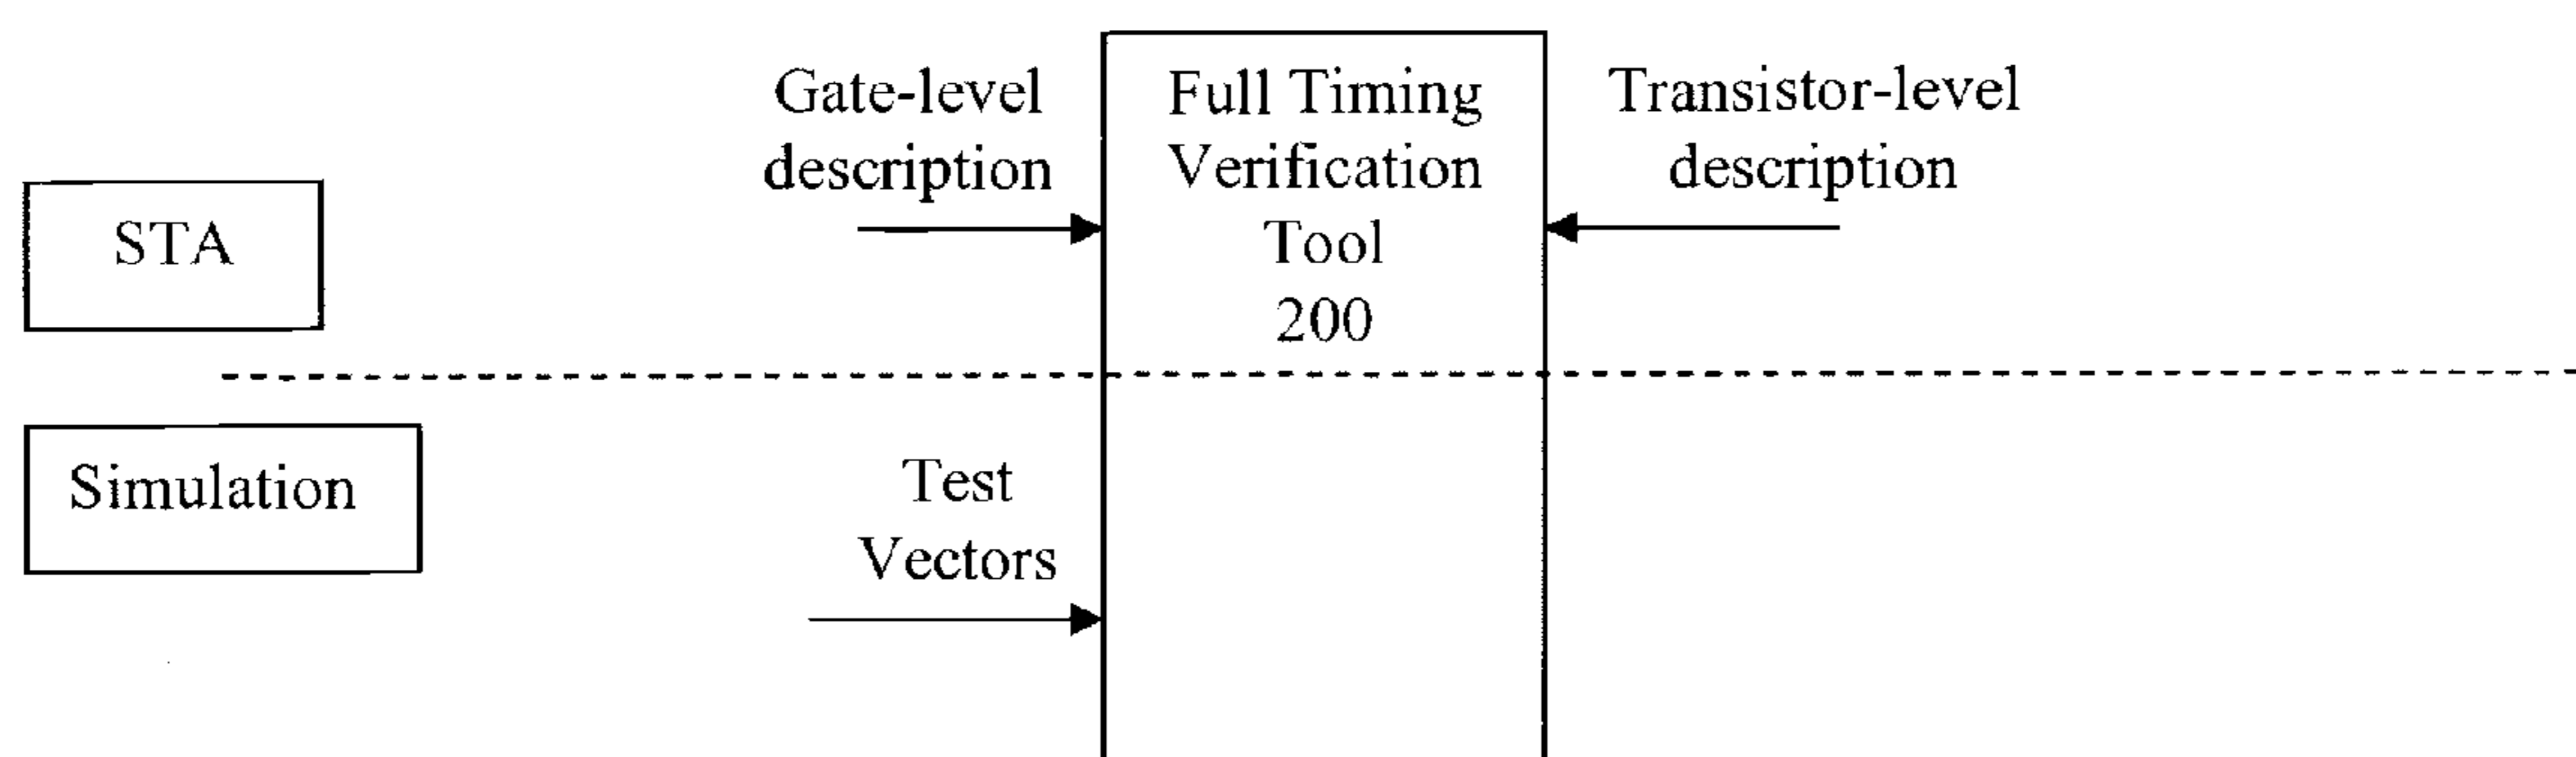 Gate-level
description
Full Timing
Verification
Tool
200
Transistor-level
description
STA
Simulation
Test
Vectors